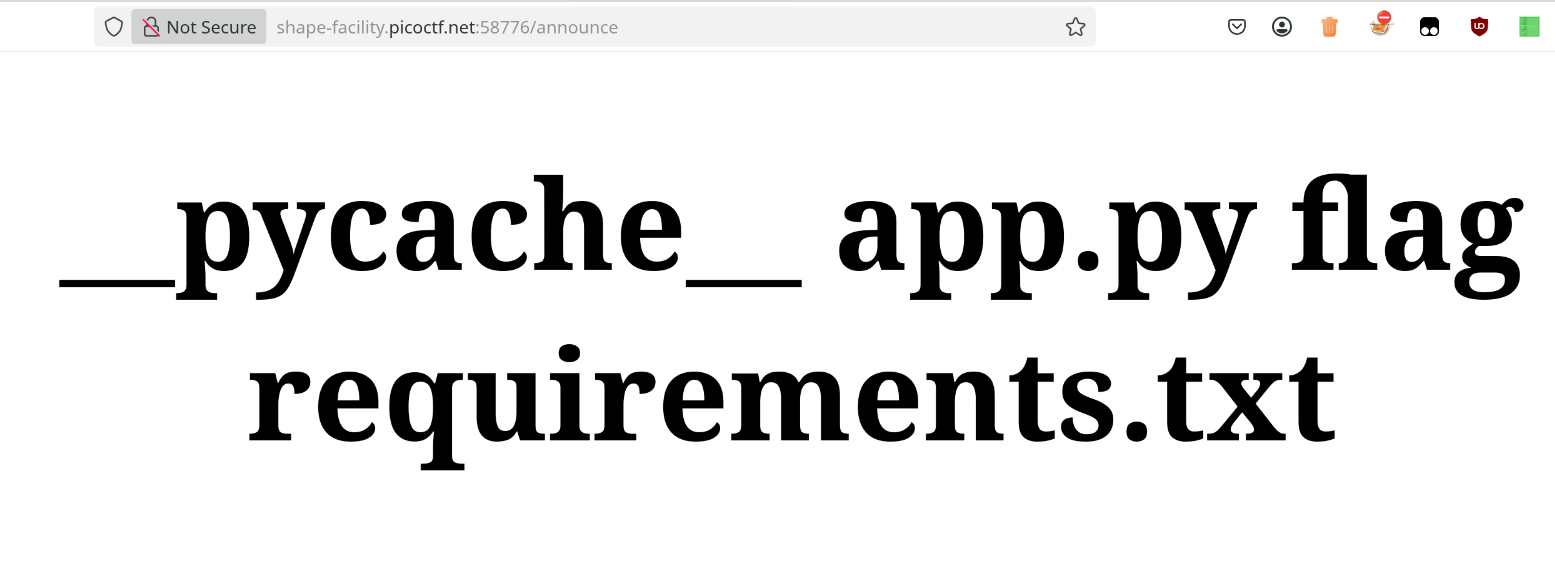 Not Secure shape-facility.picoctf.net:58776/announce
__pycache__ app.py flag
requirements.txt